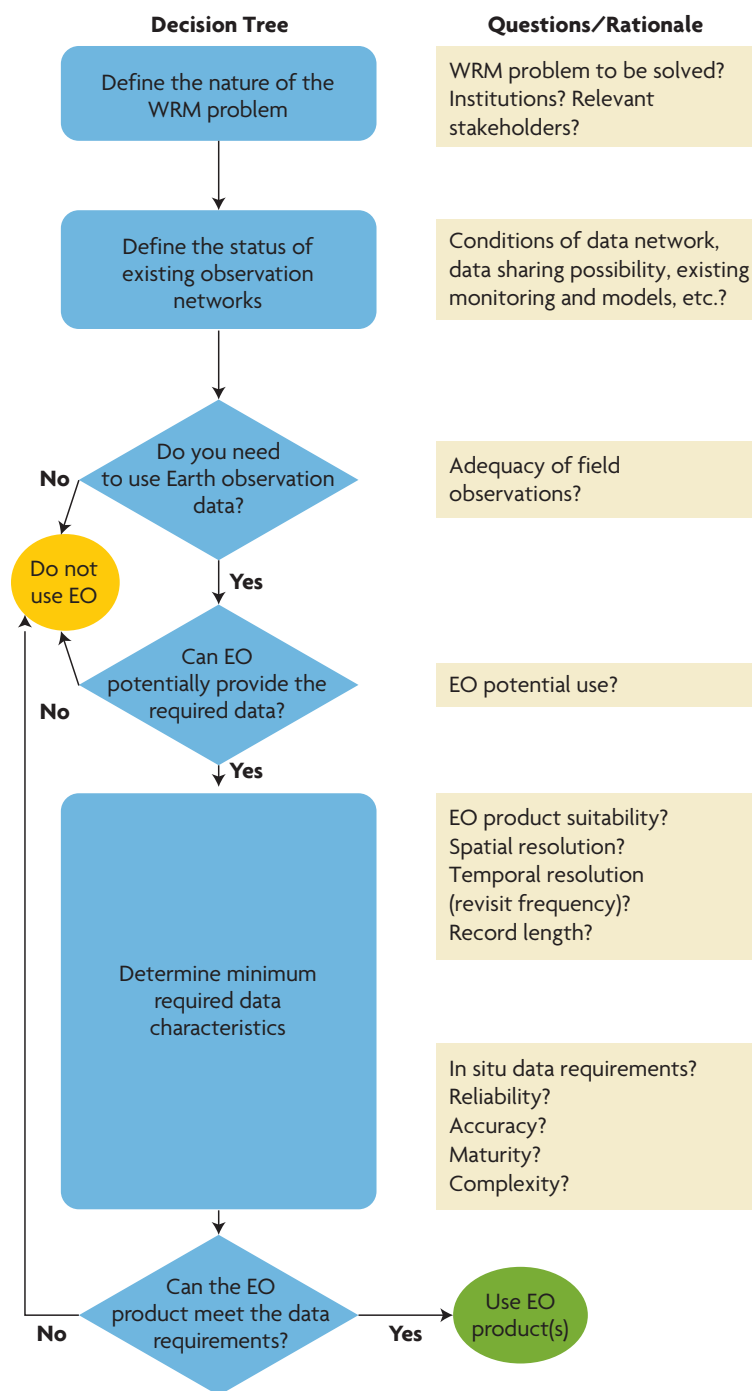 Decision Tree
Questions/Rationale
Define the nature of the
WRM problem
WRM problem to be solved?
Institutions? Relevant
stakeholders?
Define the status of
existing observation
networks
Conditions of data network,
data sharing possibility, existing
monitoring and models, etc.?
Do you need
to use Earth observation
data?
No
Adequacy of field
observations?
Do not
use EO
Yes
Can EO
potentially provide the
required data?
No
EO potential use?
Yes
Determine minimum
required data
characteristics
EO product suitability?
Spatial resolution?
Temporal resolution
(revisit frequency)?
Record length?
In situ data requirements?
Reliability?
Accuracy?
Maturity?
Complexity?
Can the EO
product meet the data
requirements?
No
Yes
Use EO
product(s)